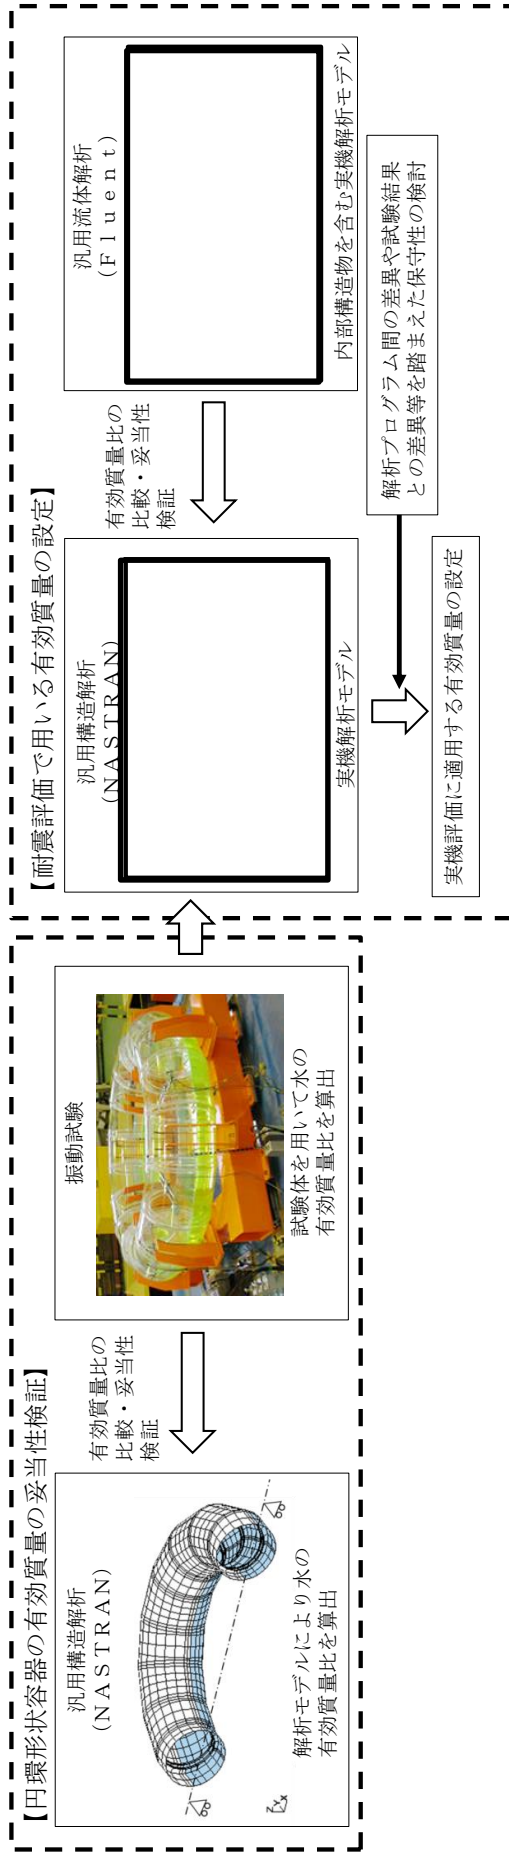 【円環形状容器の有効質量の妥当性検証】
汎用構造解析
(ＮＡＳＴＲＡＮ)
Z
Y
X
解析モデルにより水の
有効質量比を算出
有効質量比の
比較・妥当性
検証
振動試験
試験体を用いて水の
有効質量比を算出
【耐震評価で用いる有効質量の設定】
汎用構造解析
(ＮＡＳＴＲＡＮ)
実機解析モデル
有効質量比の
比較・妥当性
検証
汎用流体解析
(Ｆｌｕｅｎｔ)
内部構造物を含む実機解析モデル
解析プログラム間の差異や試験結果
との差異等を踏まえた保守性の検討
実機評価に適用する有効質量の設定